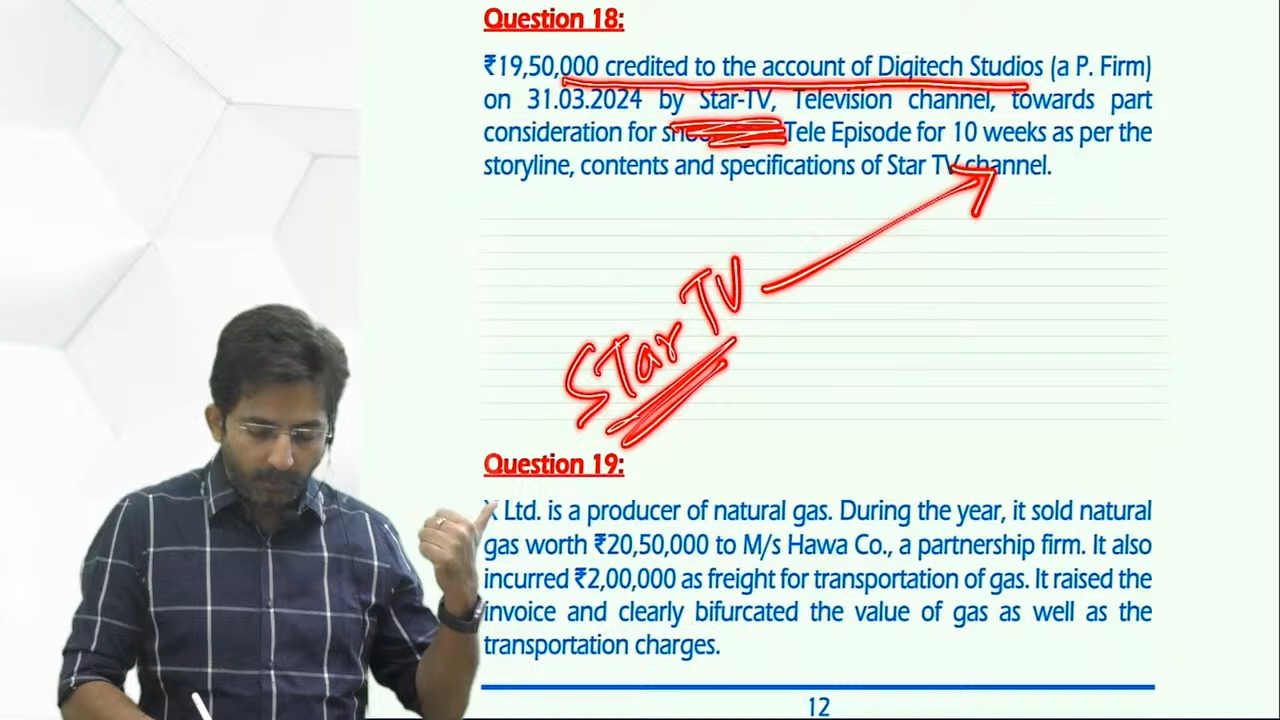 Question 18:
₹19,50,000 credited to the account of Digitech Studios (a P. Firm)
on 31.03.2024 by Star-TV, Television channel, towards part
consideration for Tele Episode for 10 weeks as per the
storyline, contents and specifications of Star TV channel.
Star TV
Question 19:
X Ltd. is a producer of natural gas. During the year, it sold natural
gas worth ₹20,50,000 to M/s Hawa Co., a partnership firm. It also
incurred ₹2,00,000 as freight for transportation of gas. It raised the
invoice and clearly bifurcated the value of gas as well as the
transportation charges.
12